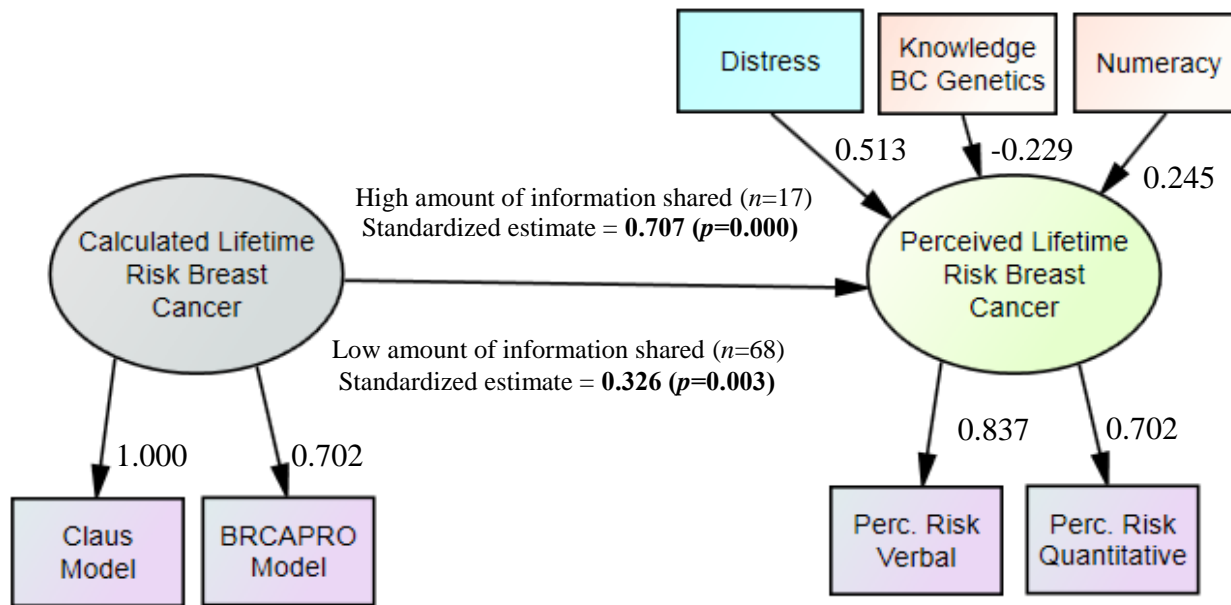 Distress
Knowledge
BC Genetics
Numeracy
0.513
-0.229
0.245
High amount of information shared (n=17)
Standardized estimate = 0.707 (p=0.000)
Calculated Lifetime
Risk Breast
Cancer
Perceived Lifetime
Risk Breast
Cancer
Low amount of information shared (n=68)
Standardized estimate = 0.326 (p=0.003)
1.000
0.702
0.837
0.702
Claus
Model
BRCAPRO
Model
Perc. Risk
Verbal
Perc. Risk
Quantitative